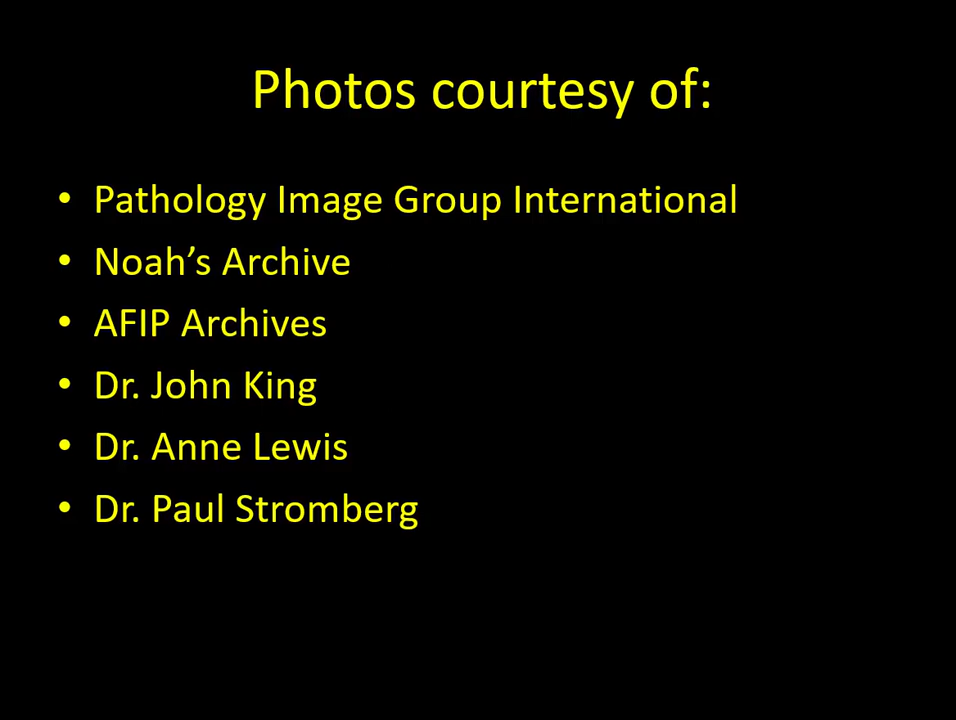 Photos courtesy of:
• Pathology Image Group International
• Noah’s Archive
• AFIP Archives
• Dr. John King
• Dr. Anne Lewis
• Dr. Paul Stromberg